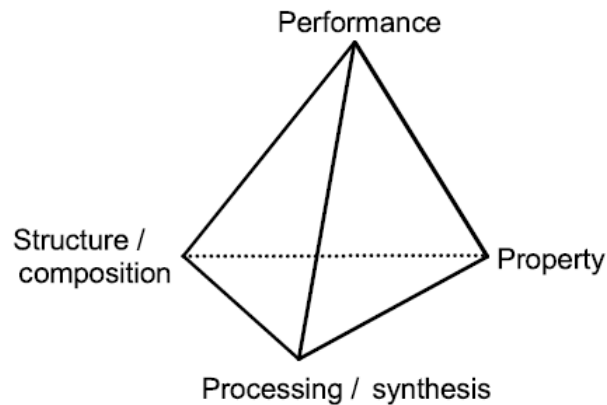 Performance
Structure /
composition
Property
Processing / synthesis